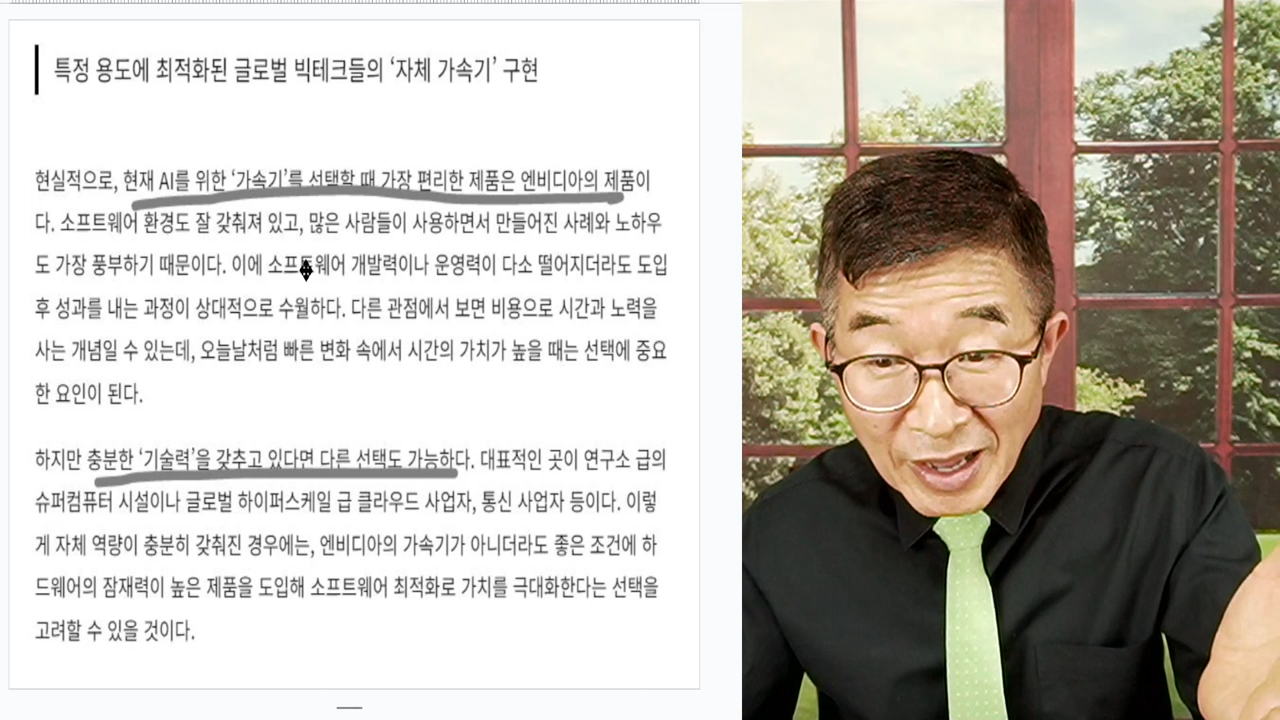 특정 용도에 최적화된 글로벌 빅테크들의 ‘자체 가속기’ 구현
현실적으로, 현재 AI를 위한 ‘가속기’를 선택할 때 가장 편리한 제품은 엔비디아의 제품이
다. 소프트웨어 환경도 잘 갖춰져 있고, 많은 사람들이 사용하면서 만들어진 사례와 노하우
도 가장 풍부하기 때문이다. 이에 소프트웨어 개발력이나 운영력이 다소 떨어지더라도 도입
후 성과를 내는 과정이 상대적으로 수월하다. 다른 관점에서 보면 비용으로 시간과 노력을
사는 개념일 수 있는데, 오늘날처럼 빠른 변화 속에서 시간의 가치가 높을 때는 선택에 중요
한 요인이 된다.
하지만 충분한 ‘기술력’을 갖추고 있다면 다른 선택도 가능하다. 대표적인 곳이 연구소 급의
슈퍼컴퓨터 시설이나 글로벌 하이퍼스케일 급 클라우드 사업자, 통신 사업자 등이다. 이렇
게 자체 역량이 충분히 갖춰진 경우에는, 엔비디아의 가속기가 아니더라도 좋은 조건에 하
드웨어의 잠재력이 높은 제품을 도입해 소프트웨어 최적화로 가치를 극대화한다는 선택을
고려할 수 있을 것이다.